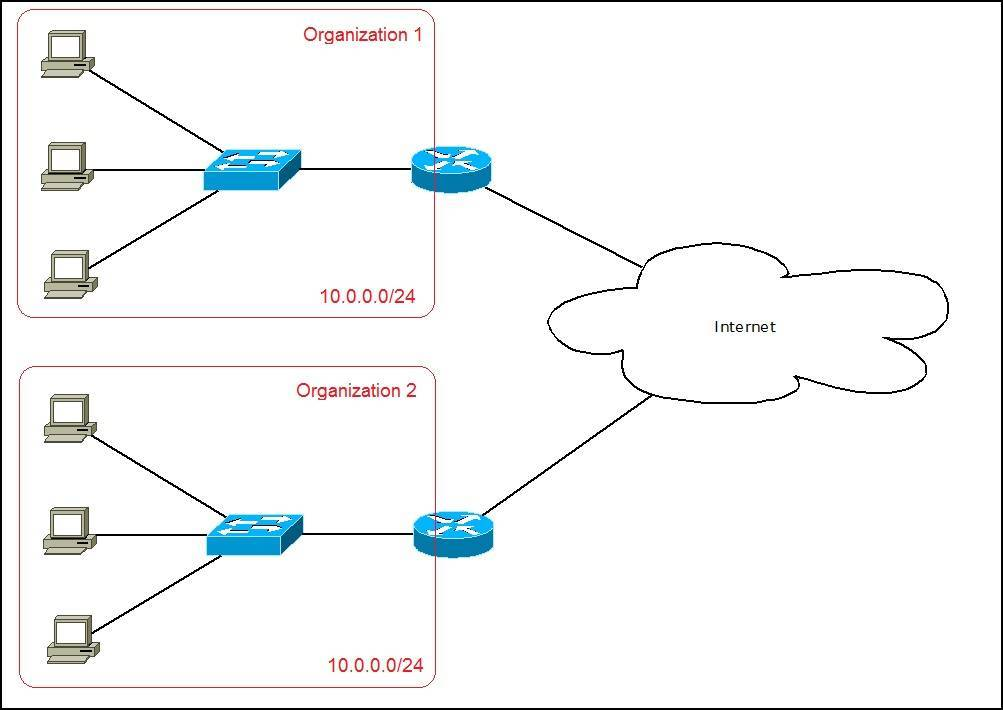 Organization 1
10.0.0.0/24
Internet
Organization 2
10.0.0.0/24